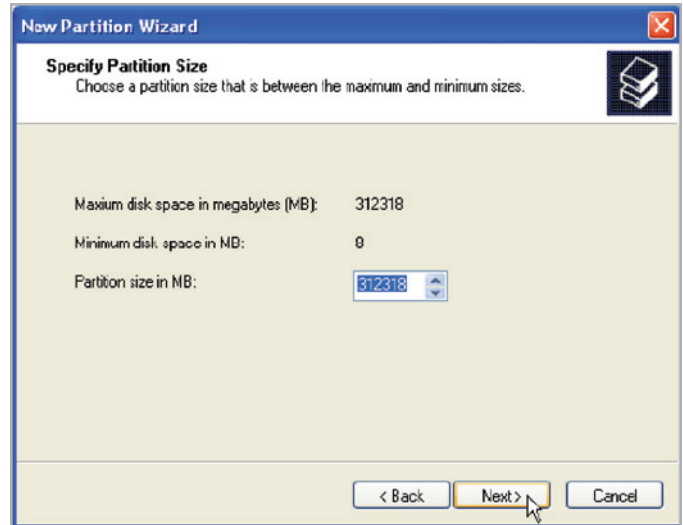 New Partition Wizard
Specify Partition Size
Choose a partition size that is between the maximum and minimum sizes.
Maxium disk space in megabytes (MB): 312318
Minimum disk space in MB: 8
Partition size in MB: 312318
< Back Next > Cancel